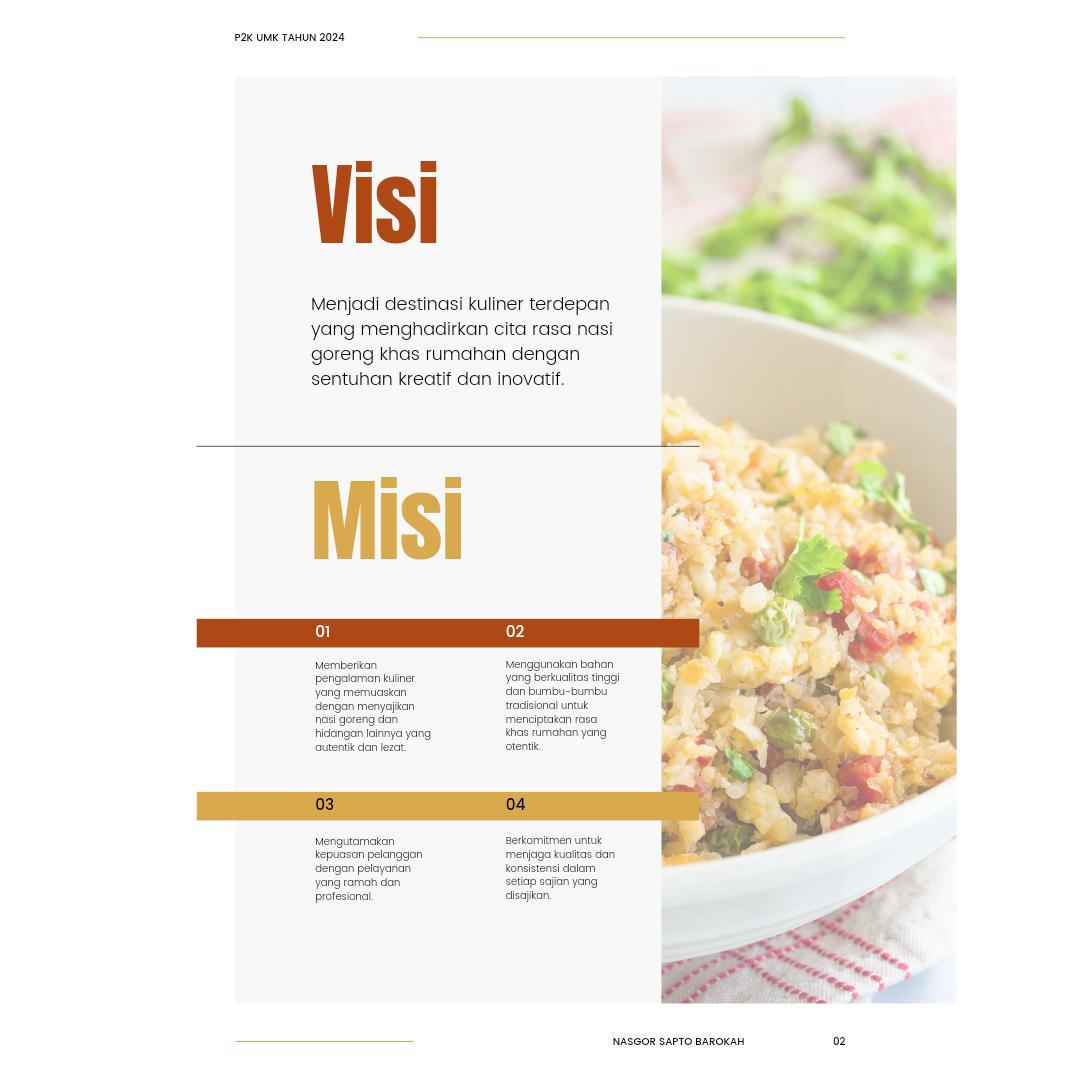 P2K UMK TAHUN 2024
Visi
Menjadi destinasi kuliner terdepan
yang menghadirkan cita rasa nasi
goreng khas rumahan dengan
sentuhan kreatif dan inovatif.
Misi
01
Memberikan
pengalaman kuliner
yang memuaskan
dengan menyajikan
nasi goreng dan
hidangan lainnya yang
autentik dan lezat.
02
Menggunakan bahan
yang berkualitas tinggi
dan bumbu-bumbu
tradisional untuk
menciptakan rasa
khas rumahan yang
otentik.
03
Mengutamakan
kepuasan pelanggan
dengan pelayanan
yang ramah dan
profesional.
04
Berkomitmen untuk
menjaga kualitas dan
konsistensi dalam
setiap sajian yang
disajikan.
NASGOR SAPTO BAROKAH
02